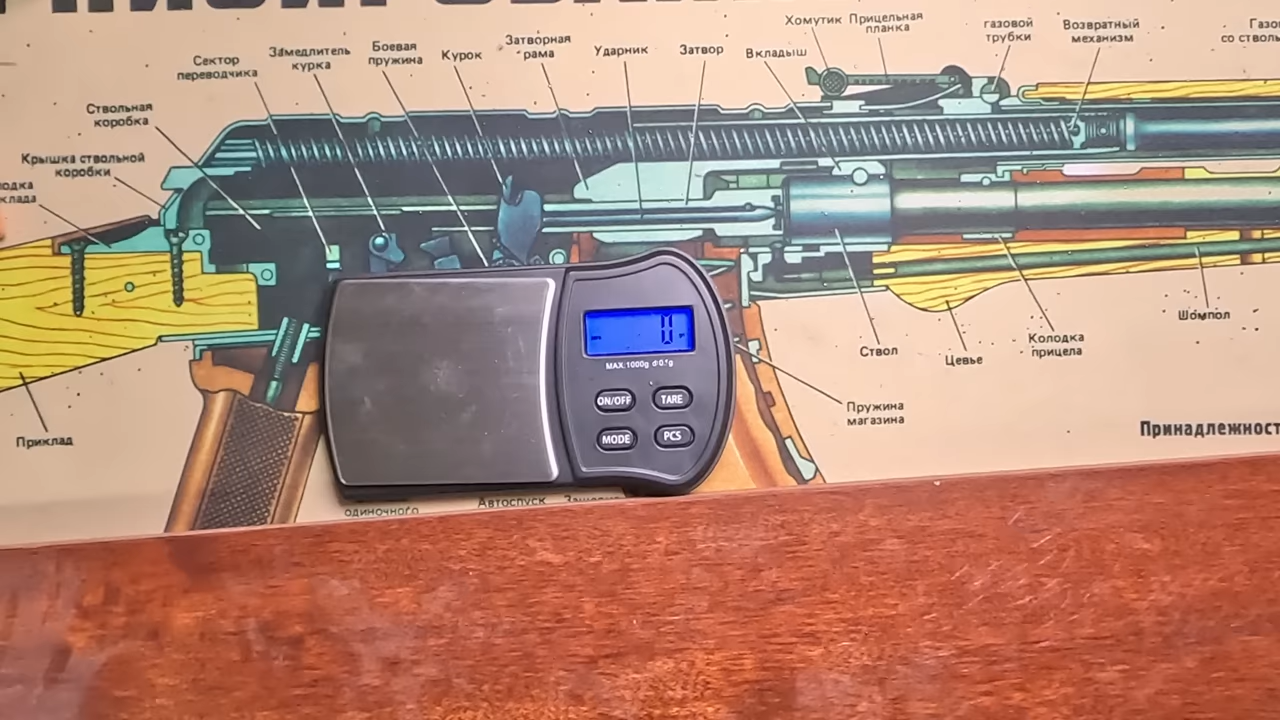 Хомутик
Прицельная
планка
газовой
трубки
Возвратный
механизм
со ствол
Сектор
переводчика
Замедлитель
курка
Боевая
пружина
Курок
Затворная
рама
Ударник
Затвор
Вкладыш
Ствольная
коробка
Крышка ствольной
коробки
Приклад
MAX:1000g d:0.1g
ON/OFF
TARE
MODE
PCS
Ствол
Цевье
Колодка
прицела
Шомпол
Пружина
магазина
Принадлежност
одиночного
Автоспуск